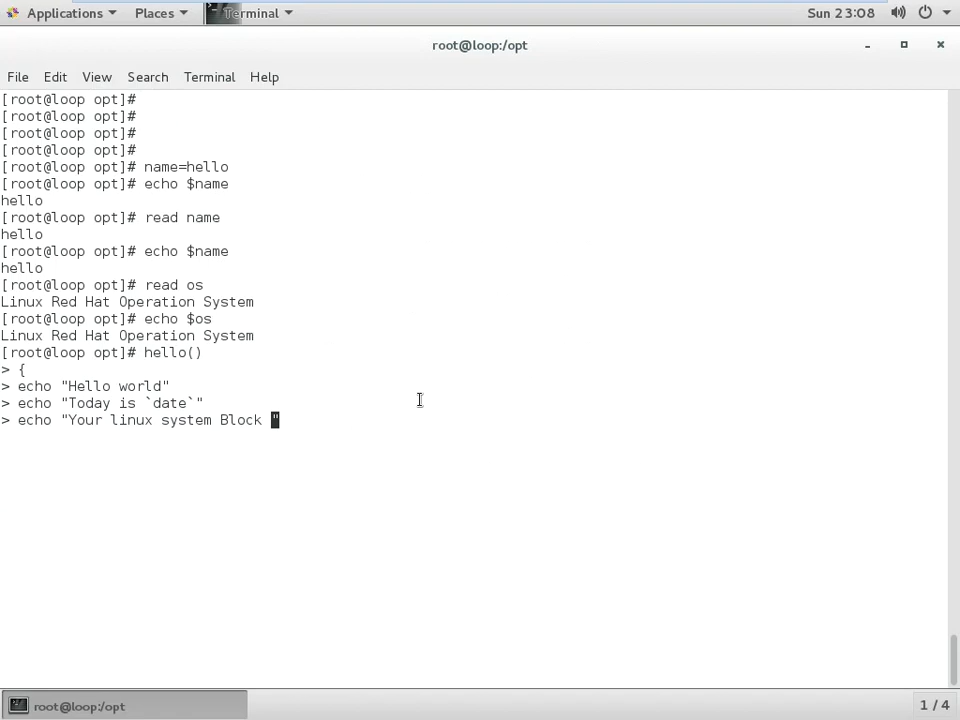 Applications Places Terminal Sun 23:08
root@loop:/opt
File Edit View Search Terminal Help
[root@loop opt]#
[root@loop opt]#
[root@loop opt]#
[root@loop opt]#
[root@loop opt]# name=hello
[root@loop opt]# echo $name
hello
[root@loop opt]# read name
hello
[root@loop opt]# echo $name
hello
[root@loop opt]# read os
Linux Red Hat Operation System
[root@loop opt]# echo $os
Linux Red Hat Operation System
[root@loop opt]# hello()
> {
> echo "Hello world"
> echo "Today is `date`"
> echo "Your linux system Block "
root@loop:/opt 1 / 4